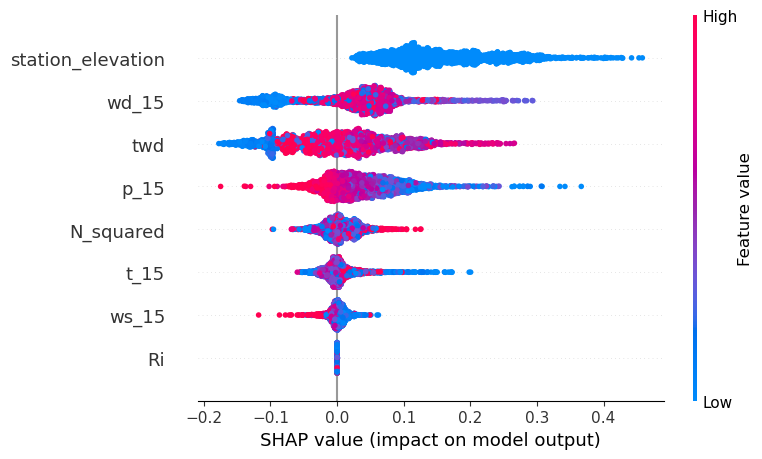 High
station_elevation
wd_15
twd
p_15
N_squared
t_15
ws_15
Ri
Feature value
Low
−0.2 −0.1 0.0 0.1 0.2 0.3 0.4
SHAP value (impact on model output)